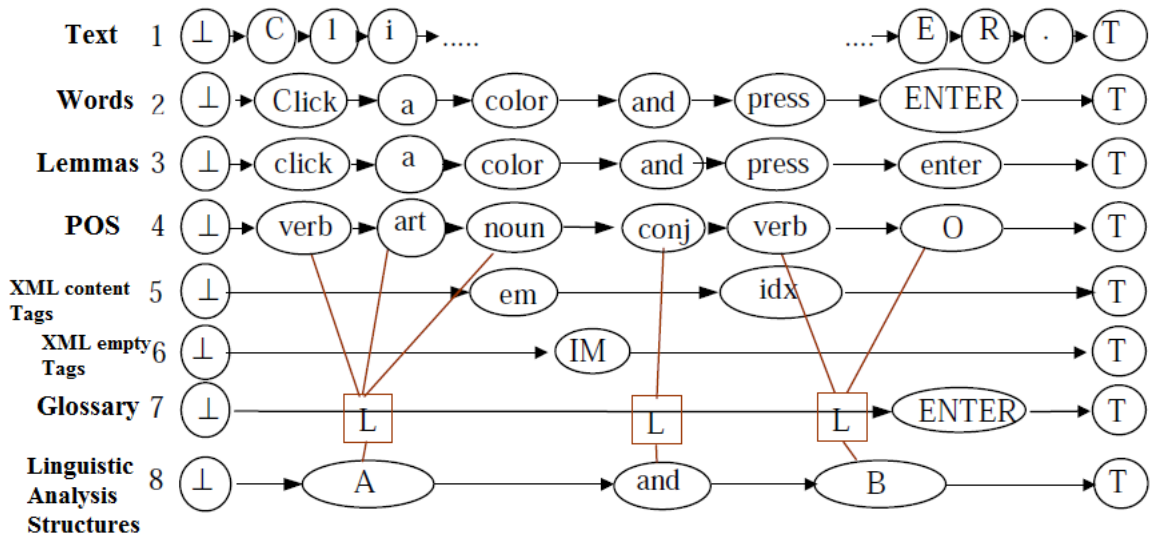 Text 1 ⊥ C l i ..... .... E R . T
Words 2 ⊥ Click a color and press ENTER T
Lemmas 3 ⊥ click a color and press enter T
POS 4 ⊥ verb art noun conj verb O T
XML content
Tags
5 ⊥ em idx T
XML empty
Tags
6 ⊥ IM T
Glossary 7 ⊥ L L L ENTER T
Linguistic
Analysis
Structures
8 ⊥ A and B T